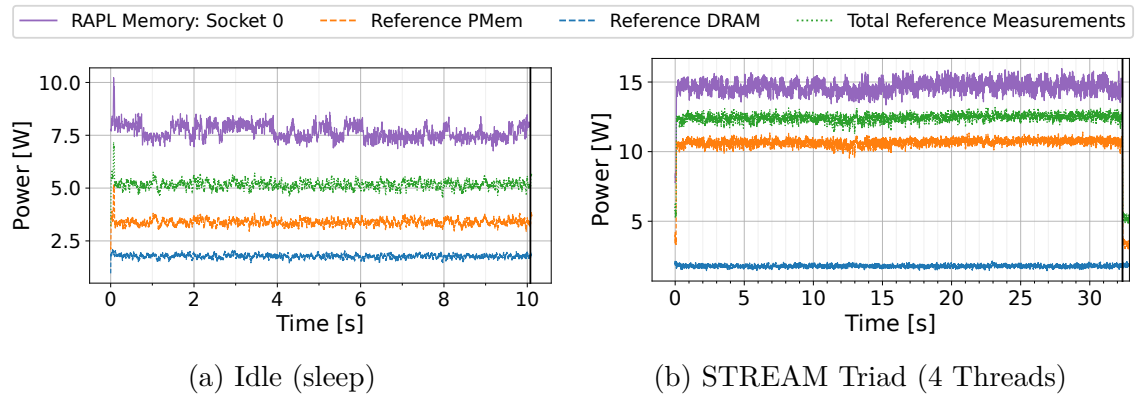 RAPL Memory: Socket 0 Reference PMem Reference DRAM Total Reference Measurements
10.0
7.5
5.0
2.5
Power [W]
0 2 4 6 8 10
Time [s]
15
10
5
Power [W]
0 5 10 15 20 25 30
Time [s]
(a) Idle (sleep)
(b) STREAM Triad (4 Threads)